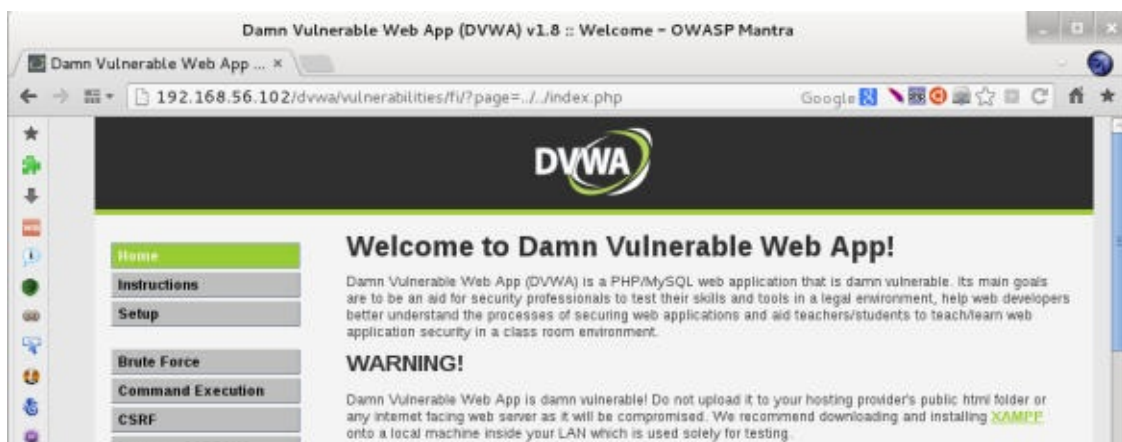 Damn Vulnerable Web App (DVWA) v1.8 :: Welcome – OWASP Mantra
Damn Vulnerable Web App ... ×
192.168.56.102/dvwa/vulnerabilities/fi/?page=../../index.php
Google
DVWA
Home
Instructions
Setup
Brute Force
Command Execution
CSRF
Welcome to Damn Vulnerable Web App!
Damn Vulnerable Web App (DVWA) is a PHP/MySQL web application that is damn vulnerable. Its main goals
are to be an aid for security professionals to test their skills and tools in a legal environment, help web developers
better understand the processes of securing web applications and aid teachers/students to teach/learn web
application security in a class room environment.
WARNING!
Damn Vulnerable Web App is damn vulnerable! Do not upload it to your hosting provider's public html folder or
any internet facing web server as it will be compromised. We recommend downloading and installing XAMPP
onto a local machine inside your LAN which is used solely for testing.